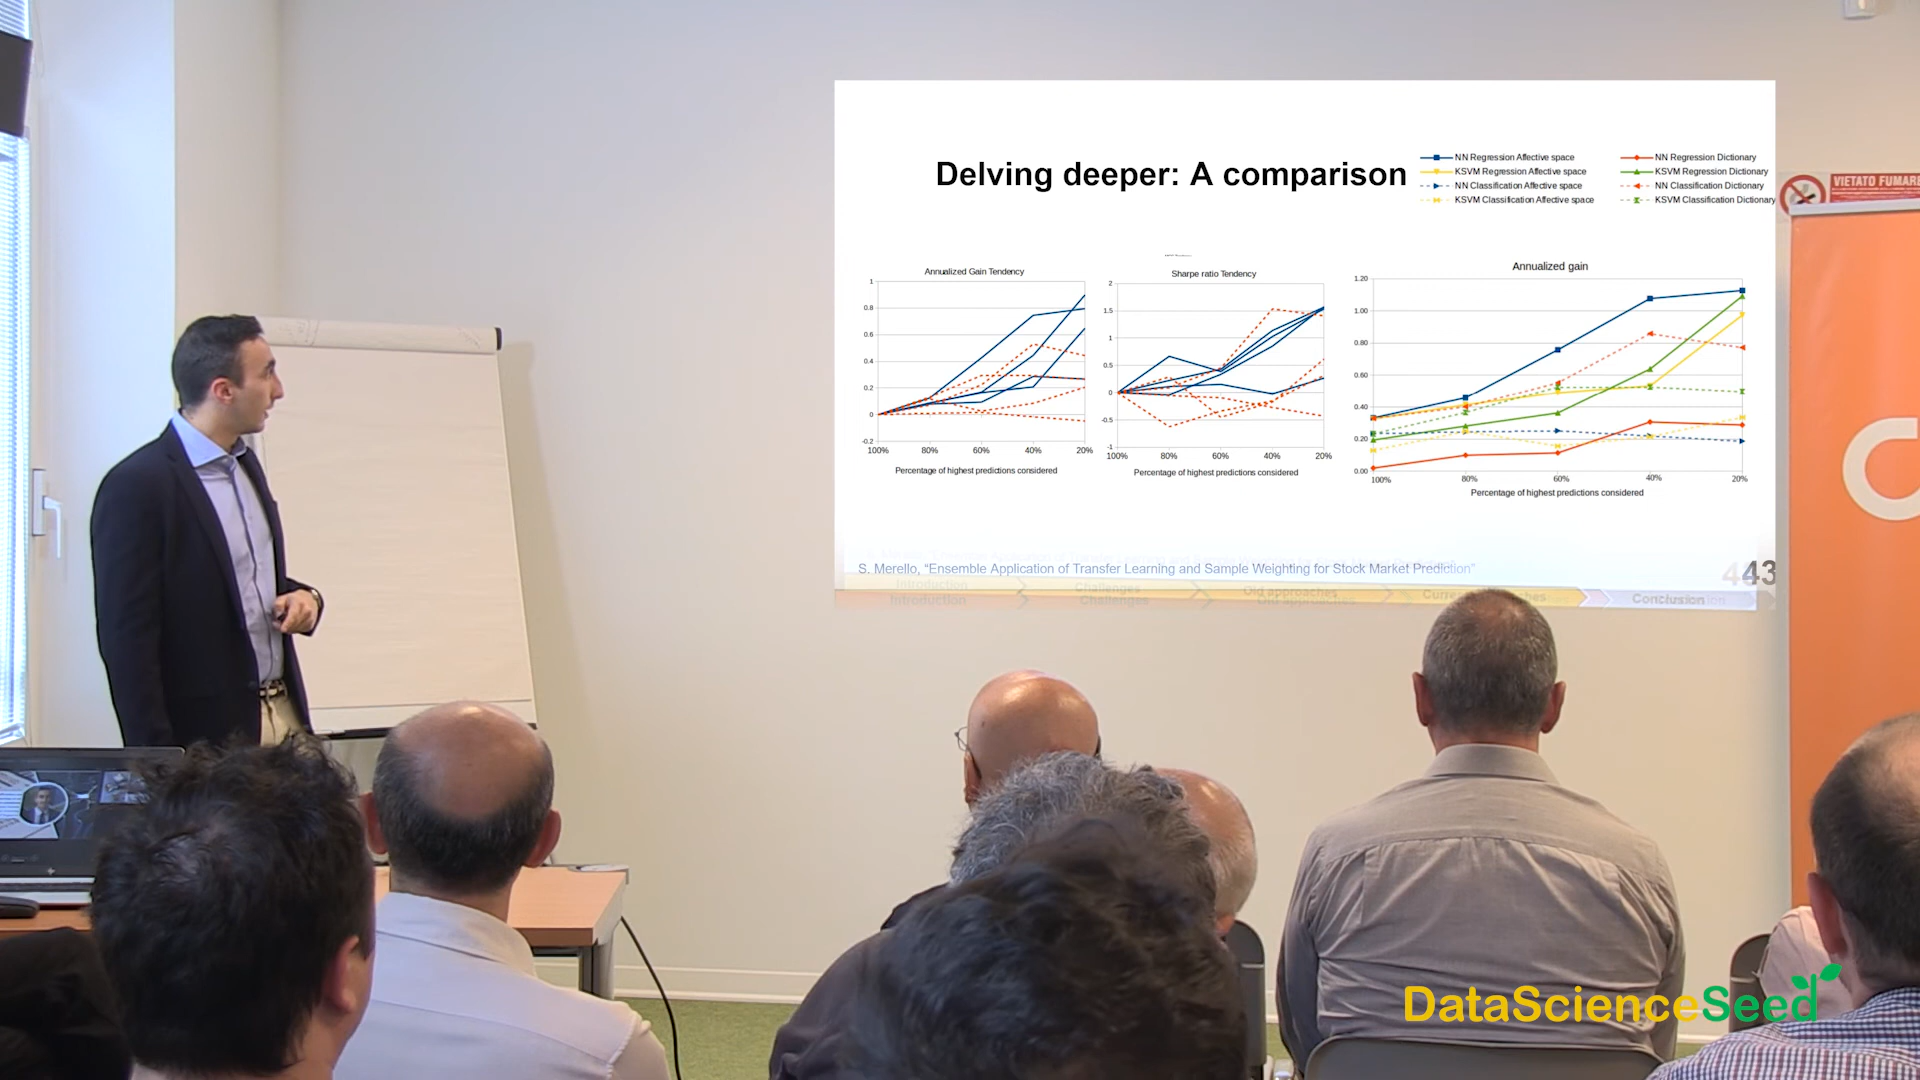 Delving deeper: A comparison
NN Regression Affective space
KSVM Regression Affective space
NN Classification Affective space
KSVM Classification Affective space
NN Regression Dictionary
KSVM Regression Dictionary
NN Classification Dictionary
KSVM Classification Dictionary
VIETATO FUMARE
Annualized Gain Tendency
1
0.8
0.6
0.4
0.2
0
-0.2
100% 80% 60% 40% 20%
Percentage of highest predictions considered
Sharpe ratio Tendency
2
1.5
1
0.5
0
-0.5
-1
100% 80% 60% 40% 20%
Percentage of highest predictions considered
Annualized gain
1.20
1.00
0.80
0.60
0.40
0.20
0.00
100% 80% 60% 40% 20%
Percentage of highest predictions considered
S. Merello, “Ensemble Application of Transfer Learning and Sample Weighting for Stock Market Prediction”
43
Introduction Challenges Old approaches Conclusion
DataScienceSeed